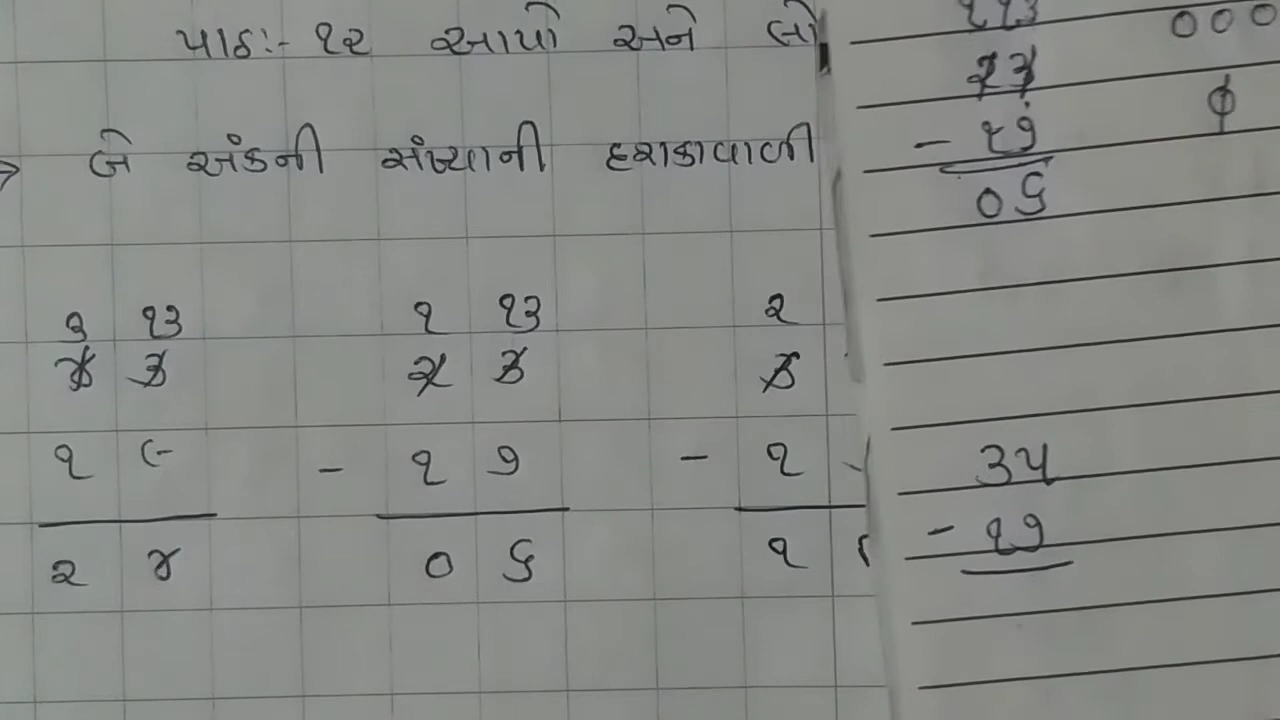 પાઠ:- ૧૨ આપો અને લો
બે અંકની સંખ્યાની દશકાવાળી
૩ ૧૩ ૧ ૧૩ ૨
૪ ૩ ૨ ૩ ૩
૧ ૯ - ૧ ૭ - ૧
૨ ૪ ૦ ૬ ૧
૧૧૩ ૦૦૦
૨૩
- ૧૭
૦૬
૩૫
- ૧૭